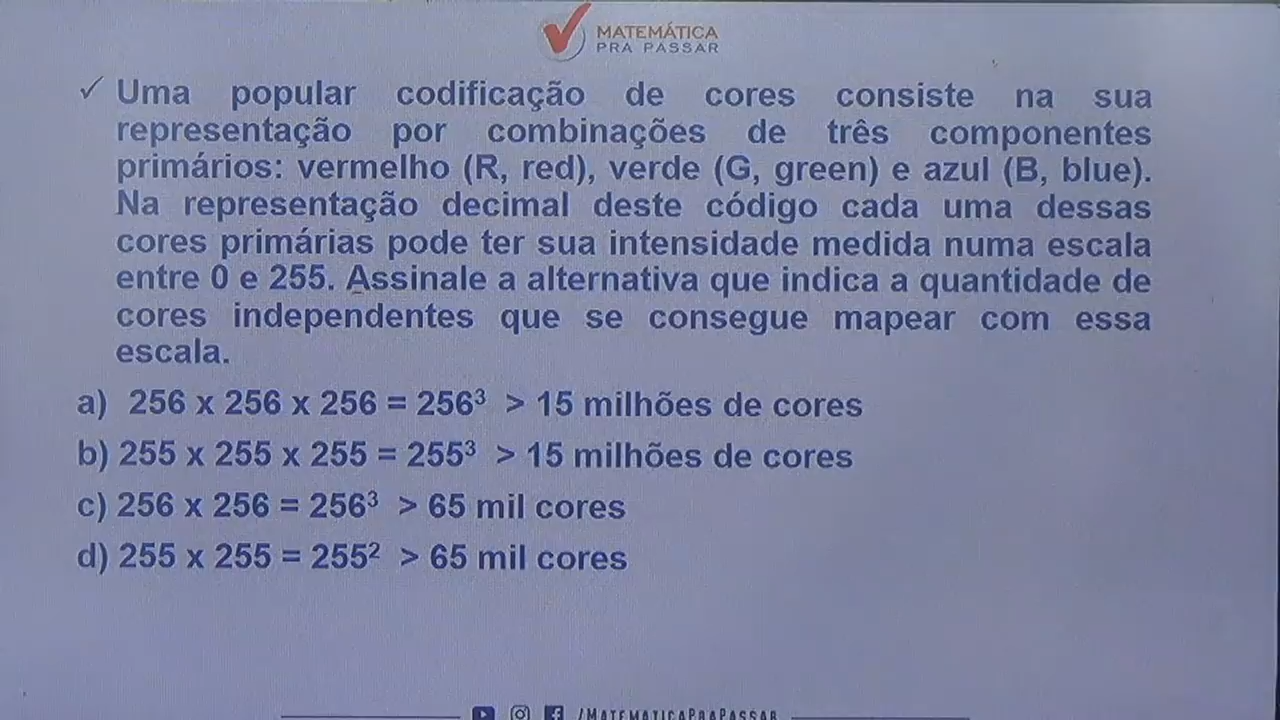 MATEMÁTICA
PRA PASSAR
✓ Uma popular codificação de cores consiste na sua
representação por combinações de três componentes
primários: vermelho (R, red), verde (G, green) e azul (B, blue).
Na representação decimal deste código cada uma dessas
cores primárias pode ter sua intensidade medida numa escala
entre 0 e 255. Assinale a alternativa que indica a quantidade de
cores independentes que se consegue mapear com essa
escala.
a) 256 x 256 x 256 = 256³ > 15 milhões de cores
b) 255 x 255 x 255 = 255³ > 15 milhões de cores
c) 256 x 256 = 256³ > 65 mil cores
d) 255 x 255 = 255² > 65 mil cores
/MATEMATICAPRAPASSAR